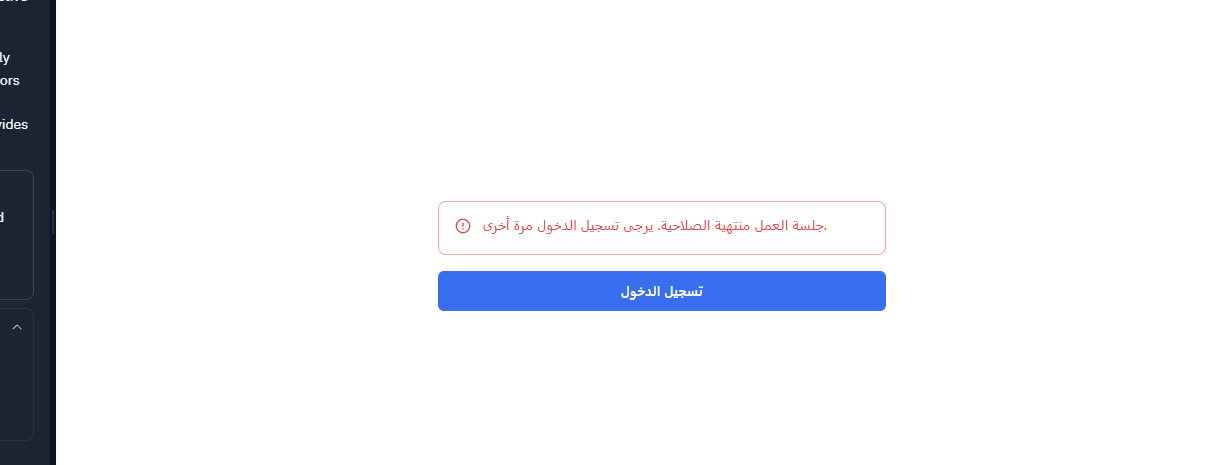 ly
ors
vides
d
جلسة العمل منتهية الصلاحية. يرجى تسجيل الدخول مرة أخرى.
تسجيل الدخول